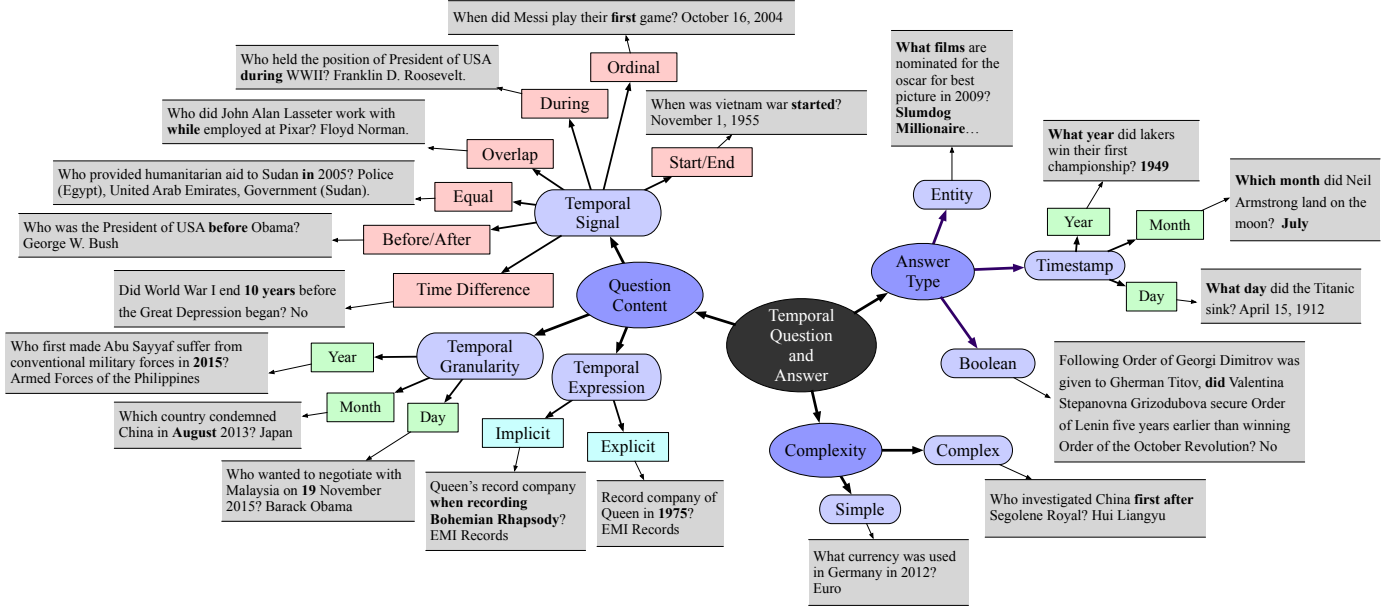 When did Messi play their first game? October 16, 2004
Ordinal
Who held the position of President of USA
during WWII? Franklin D. Roosevelt.
During
Who did John Alan Lasseter work with
while employed at Pixar? Floyd Norman.
Overlap
When was vietnam war started?
November 1, 1955
Start/End
Who provided humanitarian aid to Sudan in 2005? Police
(Egypt), United Arab Emirates, Government (Sudan).
Equal
Temporal
Signal
Who was the President of USA before Obama?
George W. Bush
Before/After
Did World War I end 10 years before
the Great Depression began? No
Time Difference
Question
Content
Who first made Abu Sayyaf suffer from
conventional military forces in 2015?
Armed Forces of the Philippines
Year
Temporal
Granularity
Which country condemned
China in August 2013? Japan
Month
Day
Who wanted to negotiate with
Malaysia on 19 November
2015? Barack Obama
Temporal
Expression
Implicit
Explicit
Queen's record company
when recording
Bohemian Rhapsody?
EMI Records
Record company of
Queen in 1975?
EMI Records
Temporal
Question
and
Answer
What films are
nominated for the
oscar for best
picture in 2009?
Slumdog
Millionaire…
Entity
Answer
Type
What year did lakers
win their first
championship? 1949
Year
Month
Which month did Neil
Armstrong land on the
moon? July
Timestamp
Day
What day did the Titanic
sink? April 15, 1912
Boolean
Following Order of Georgi Dimitrov was
given to Gherman Titov, did Valentina
Stepanovna Grizodubova secure Order
of Lenin five years earlier than winning
Order of the October Revolution? No
Complexity
Complex
Who investigated China first after
Segolene Royal? Hui Liangyu
Simple
What currency was used
in Germany in 2012?
Euro